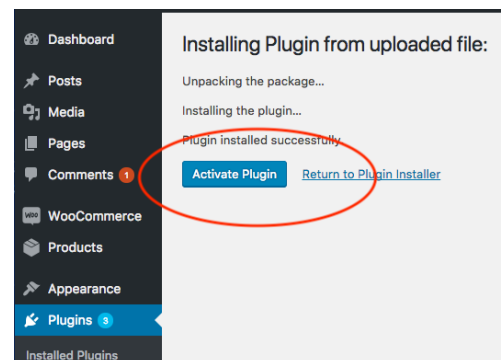 Dashboard
Posts
Media
Pages
Comments 1
WOO WooCommerce
Products
Appearance
Plugins 3
Installed Plugins
Installing Plugin from uploaded file:
Unpacking the package...
Installing the plugin...
Plugin installed successfully.
Activate Plugin Return to Plugin Installer